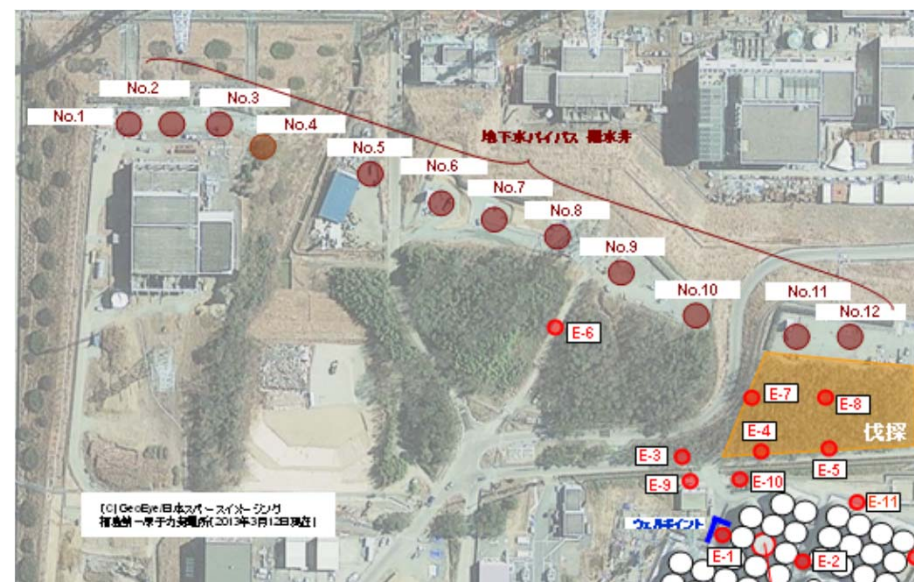 No.2
No.1
No.3
No.4
No.5
No.6
No.7
No.8
No.9
No.10
No.11
No.12
地下水バイパス 揚水井
E-6
E-7
E-8
E-4
伐採
E-3
E-5
E-9
E-10
E-11
(C)GeoEye/日本スペースイメージング
福島第一原子力発電所(2013年3月12日現在)
ウェルポイント
E-1
E-2